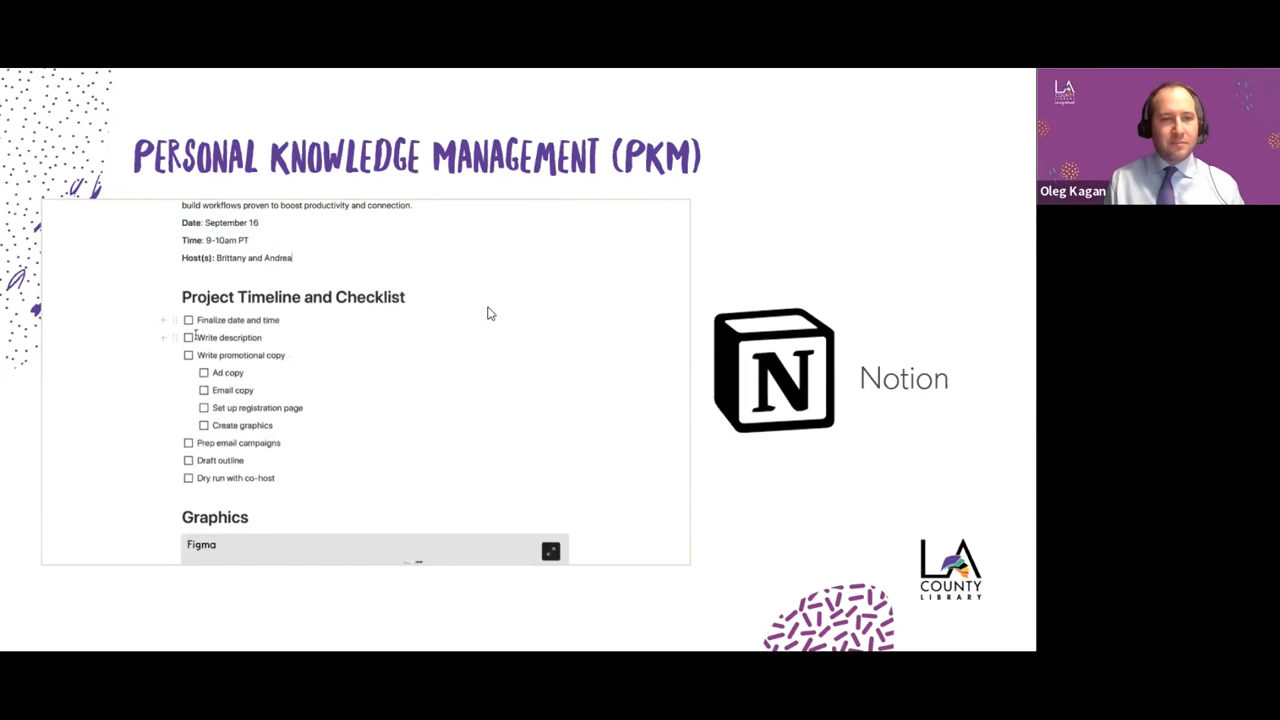 PERSONAL KNOWLEDGE MANAGEMENT (PKM)
build workflows proven to boost productivity and connection.
Date: September 16
Time: 9-10am PT
Host(s): Brittany and Andrea
Project Timeline and Checklist
Finalize date and time
Write description
Write promotional copy
Ad copy
Email copy
Set up registration page
Create graphics
Prep email campaigns
Draft outline
Dry run with co-host
Graphics
Figma
N
Notion
LA
COUNTY
LIBRARY
LA
COUNTY
LIBRARY
Oleg Kagan